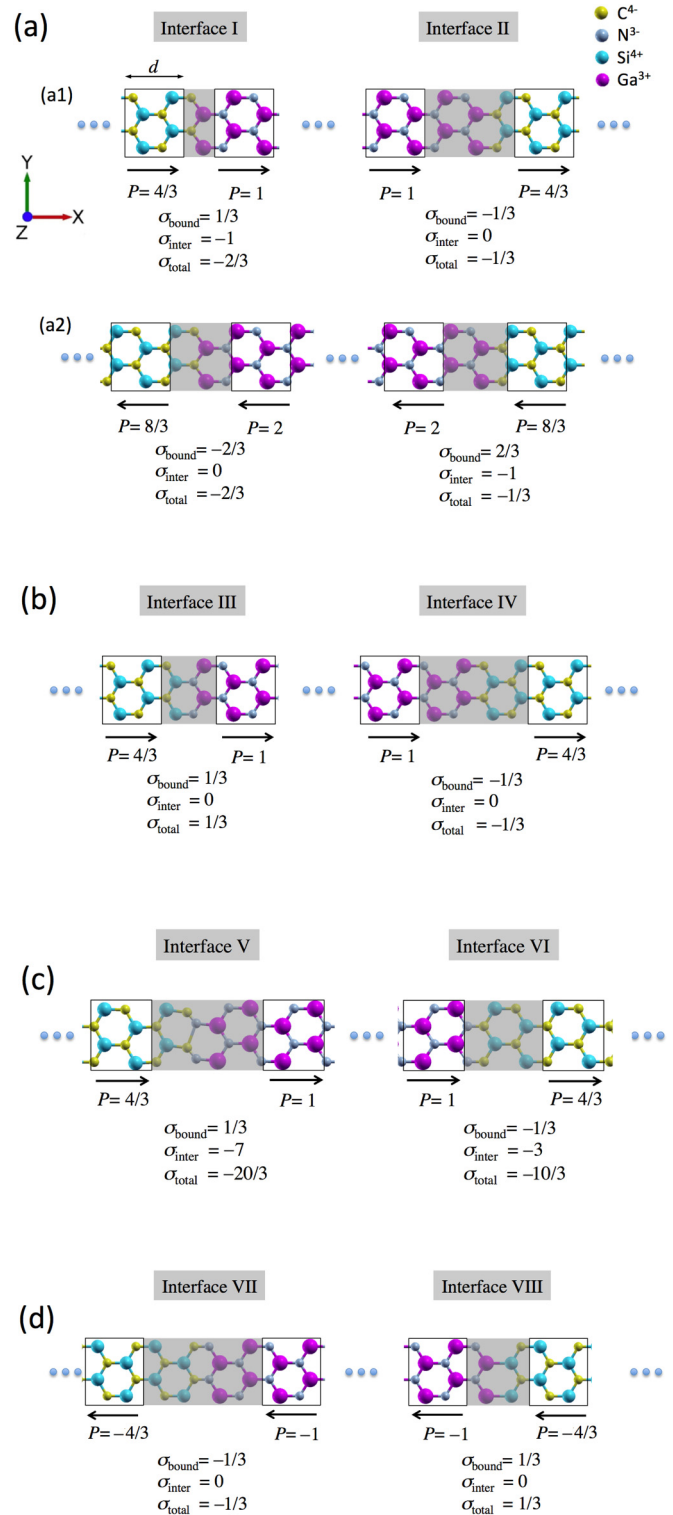 (a)
Interface I
Interface II
C⁴⁻
N³⁻
Si⁴⁺
Ga³⁺
(a1)
d
Y
X
Z
P= 4/3
P= 1
P= 1
P= 4/3
σbound= 1/3
σinter = −1
σtotal = −2/3
σbound= −1/3
σinter = 0
σtotal = −1/3
(a2)
P= 8/3
P= 2
P= 2
P= 8/3
σbound= −2/3
σinter = 0
σtotal = −2/3
σbound= 2/3
σinter = −1
σtotal = −1/3
(b)
Interface III
Interface IV
P= 4/3
P= 1
P= 1
P= 4/3
σbound= 1/3
σinter = 0
σtotal = 1/3
σbound= −1/3
σinter = 0
σtotal = −1/3
(c)
Interface V
Interface VI
P= 4/3
P= 1
P= 1
P= 4/3
σbound= 1/3
σinter = −7
σtotal = −20/3
σbound= −1/3
σinter = −3
σtotal = −10/3
(d)
Interface VII
Interface VIII
P= −4/3
P= −1
P= −1
P= −4/3
σbound= −1/3
σinter = 0
σtotal = −1/3
σbound= 1/3
σinter = 0
σtotal = 1/3